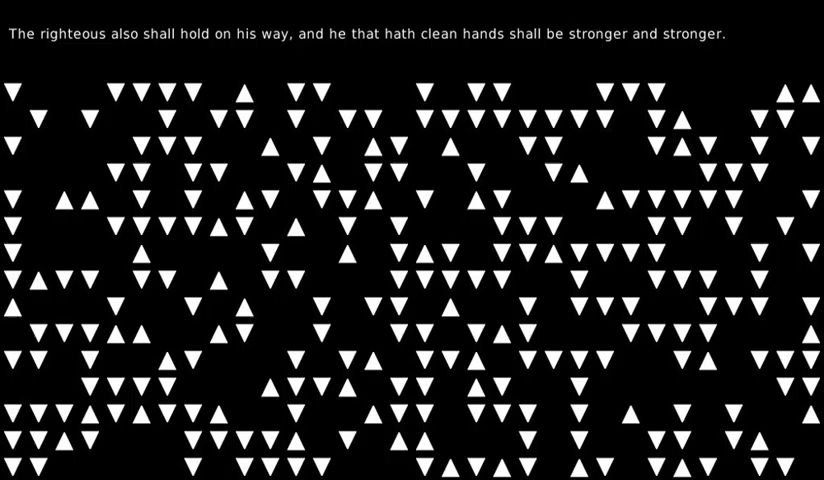 The righteous also shall hold on his way, and he that hath clean hands shall be stronger and stronger.